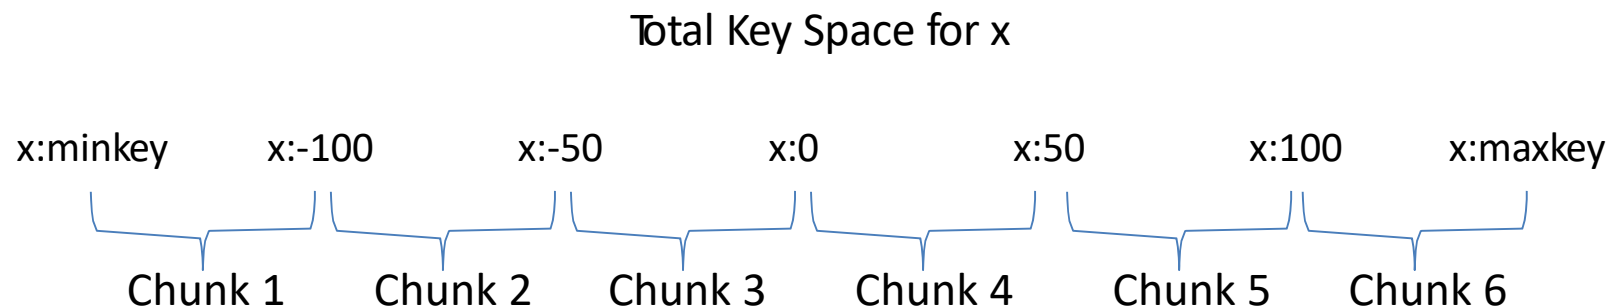 Total Key Space for x
x:minkey x:-100 x:-50 x:0 x:50 x:100 x:maxkey
Chunk 1 Chunk 2 Chunk 3 Chunk 4 Chunk 5 Chunk 6